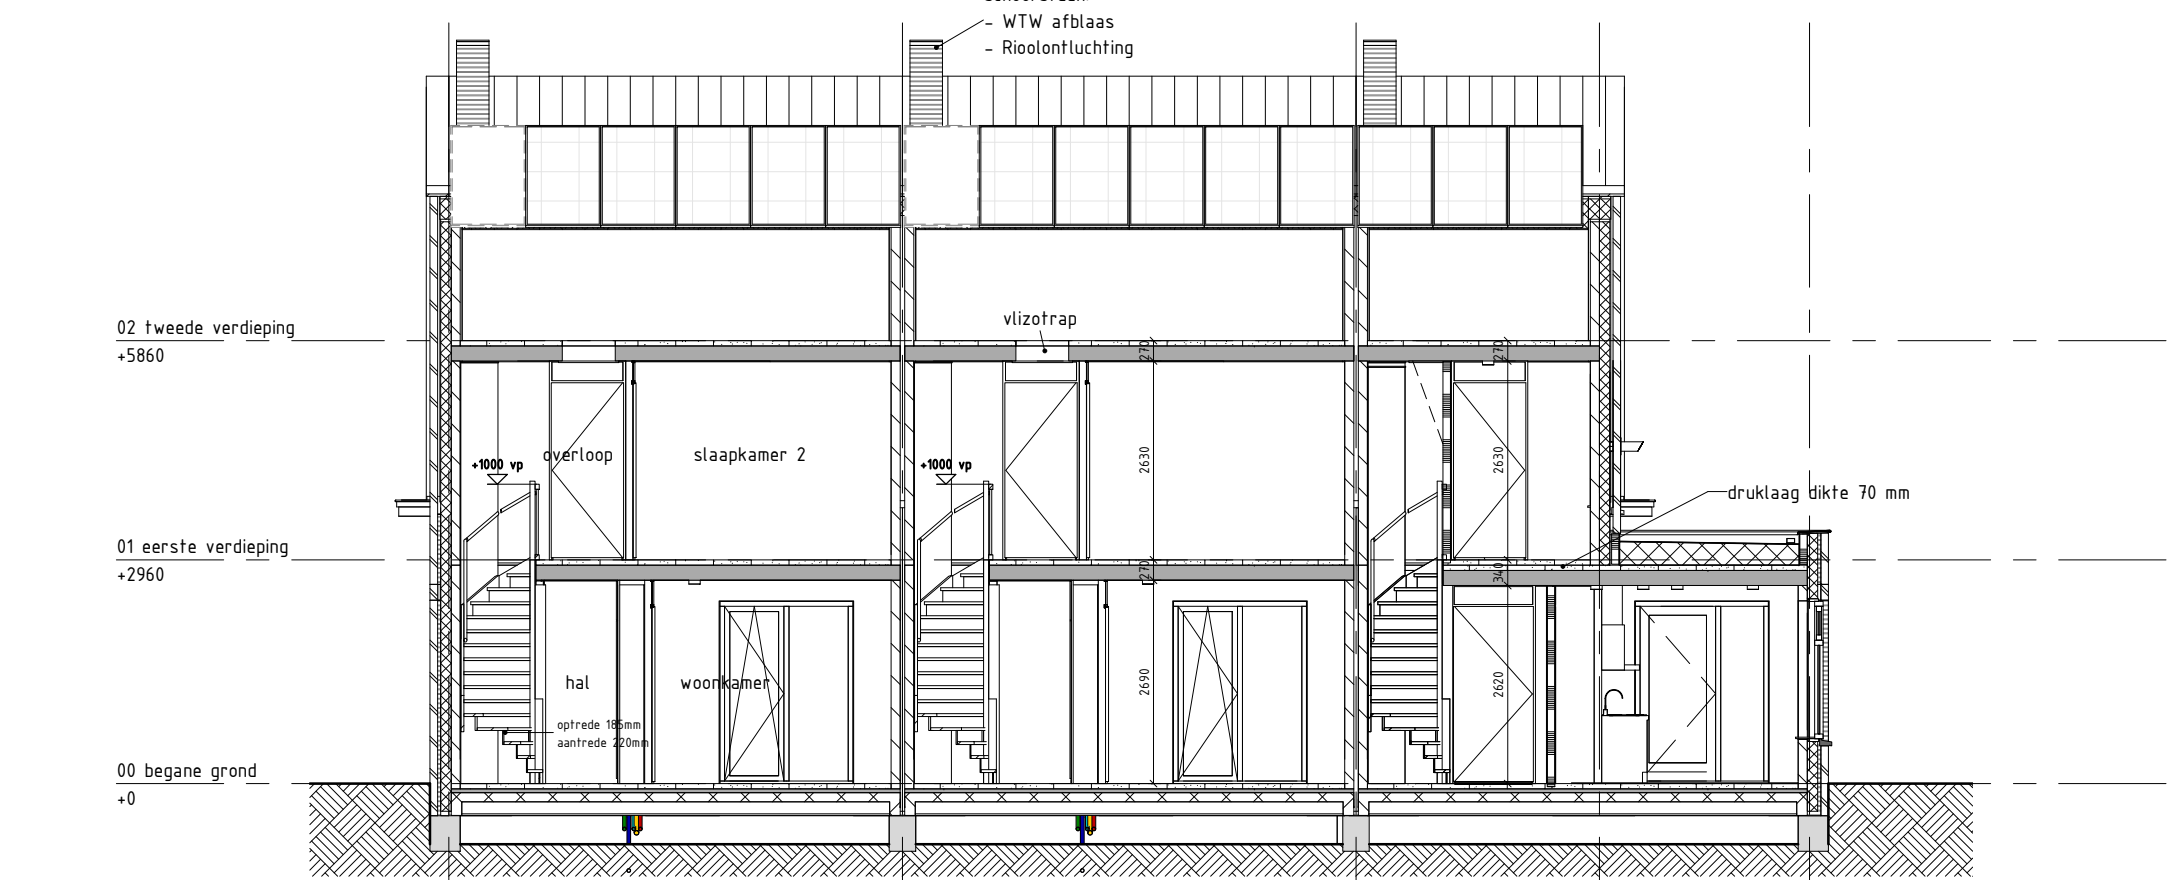 - WTW afblaas
- Rioolontluchting
02 tweede verdieping
+5860
vlizotrap
270
270
overloop
slaapkamer 2
+1000 vp
+1000 vp
2630
2630
druklaag dikte 70 mm
01 eerste verdieping
+2960
270
340
hal
woonkamer
2690
2620
optrede 185mm
aantrede 220mm
00 begane grond
+0